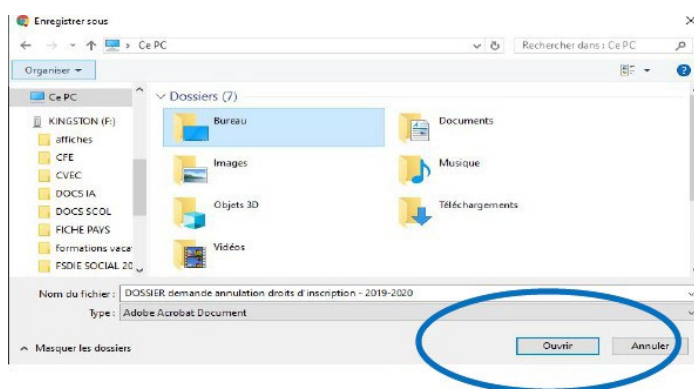 Enregistrer sous
Ce PC
Rechercher dans : Ce PC
Organiser
Ce PC
KINGSTON (F:)
affiches
CFE
CVEC
DOCS IA
DOCS SCOL
FICHE PAYS
formations vaca
FSDIE SOCIAL 20
Dossiers (7)
Bureau
Documents
Images
Musique
Objets 3D
Téléchargements
Vidéos
Nom du fichier : DOSSIER demande annulation droits d'inscription - 2019-2020
Type : Adobe Acrobat Document
Masquer les dossiers
Ouvrir
Annuler